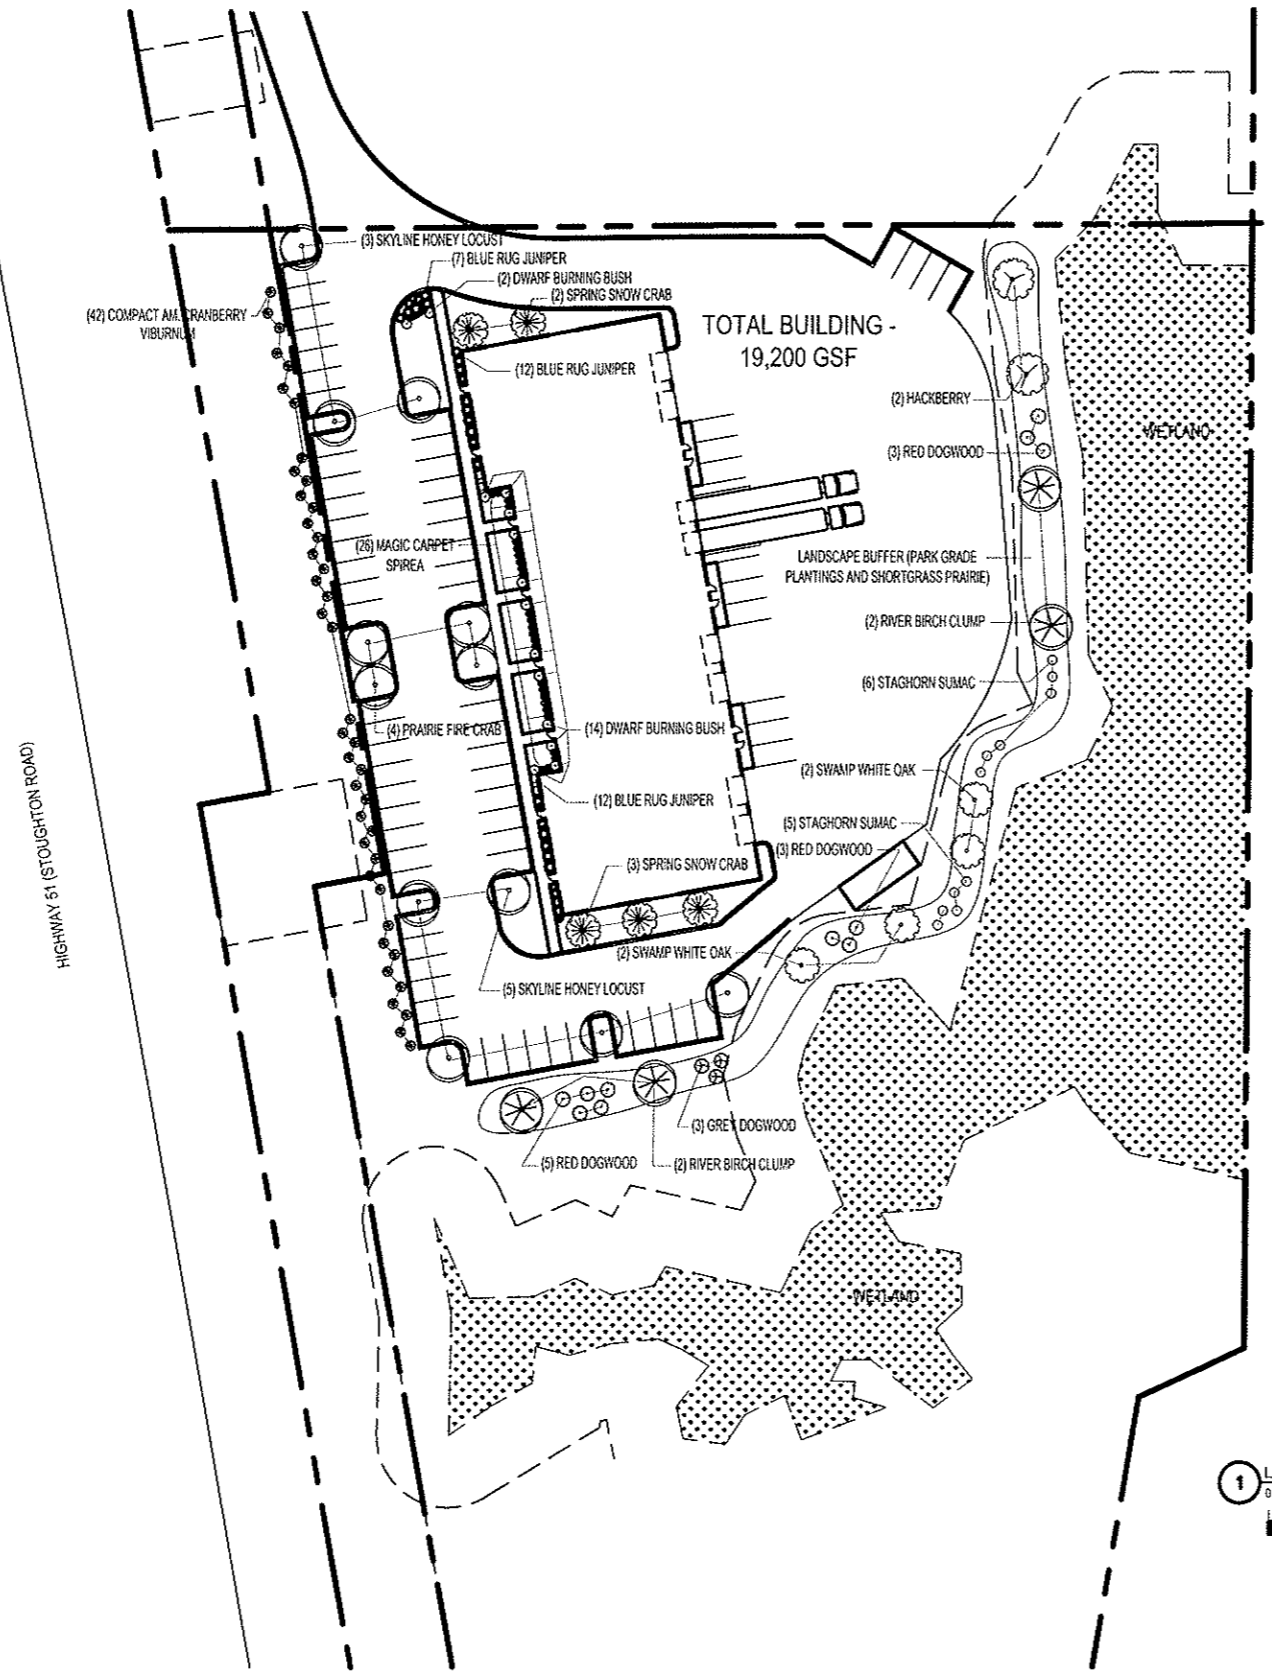 (3) SKYLINE HONEY LOCUST
(7) BLUE RUG JUNIPER
(2) DWARF BURNING BUSH
(2) SPRING SNOW CRAB
(42) COMPACT AM. CRANBERRY
VIBURNUM
TOTAL BUILDING -
19,200 GSF
(12) BLUE RUG JUNIPER
(2) HACKBERRY
WETLAND
(3) RED DOGWOOD
(26) MAGIC CARPET
SPIREA
LANDSCAPE BUFFER (PARK GRADE
PLANTINGS AND SHORTGRASS PRAIRIE)
(2) RIVER BIRCH CLUMP
(6) STAGHORN SUMAC
(4) PRAIRIE FIRE CRAB
(14) DWARF BURNING BUSH
(2) SWAMP WHITE OAK
(12) BLUE RUG JUNIPER
(5) STAGHORN SUMAC
(3) RED DOGWOOD
(3) SPRING SNOW CRAB
HIGHWAY 51 (STOUGHTON ROAD)
(2) SWAMP WHITE OAK
(5) SKYLINE HONEY LOCUST
(3) GREY DOGWOOD
(5) RED DOGWOOD
(2) RIVER BIRCH CLUMP
WETLAND
1